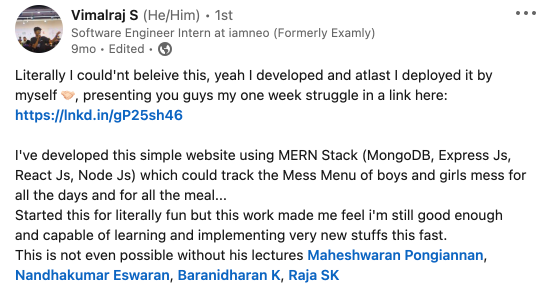 Vimalraj S (He/Him) • 1st
Software Engineer Intern at iamneo (Formerly Examly)
9mo • Edited •
Literally I could'nt beleive this, yeah I developed and atlast I deployed it by
myself 🤝🏻, presenting you guys my one week struggle in a link here:
https://lnkd.in/gP25sh46
I've developed this simple website using MERN Stack (MongoDB, Express Js,
React Js, Node Js) which could track the Mess Menu of boys and girls mess for
all the days and for all the meal...
Started this for literally fun but this work made me feel i'm still good enough
and capable of learning and implementing very new stuffs this fast.
This is not even possible without his lectures Maheshwaran Pongiannan,
Nandhakumar Eswaran, Baranidharan K, Raja SK